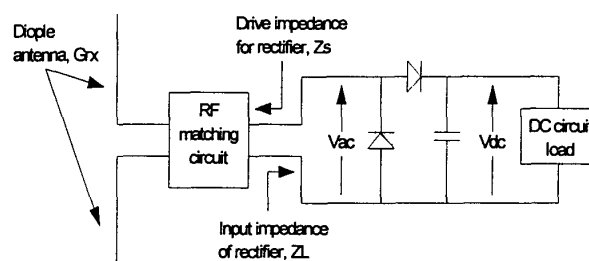 Diople
antenna, Grx
Drive impedance
for rectifier, Zs
RF
matching
circuit
Vac
Vdc
DC circuit
load
Input impedance
of rectifier, ZL